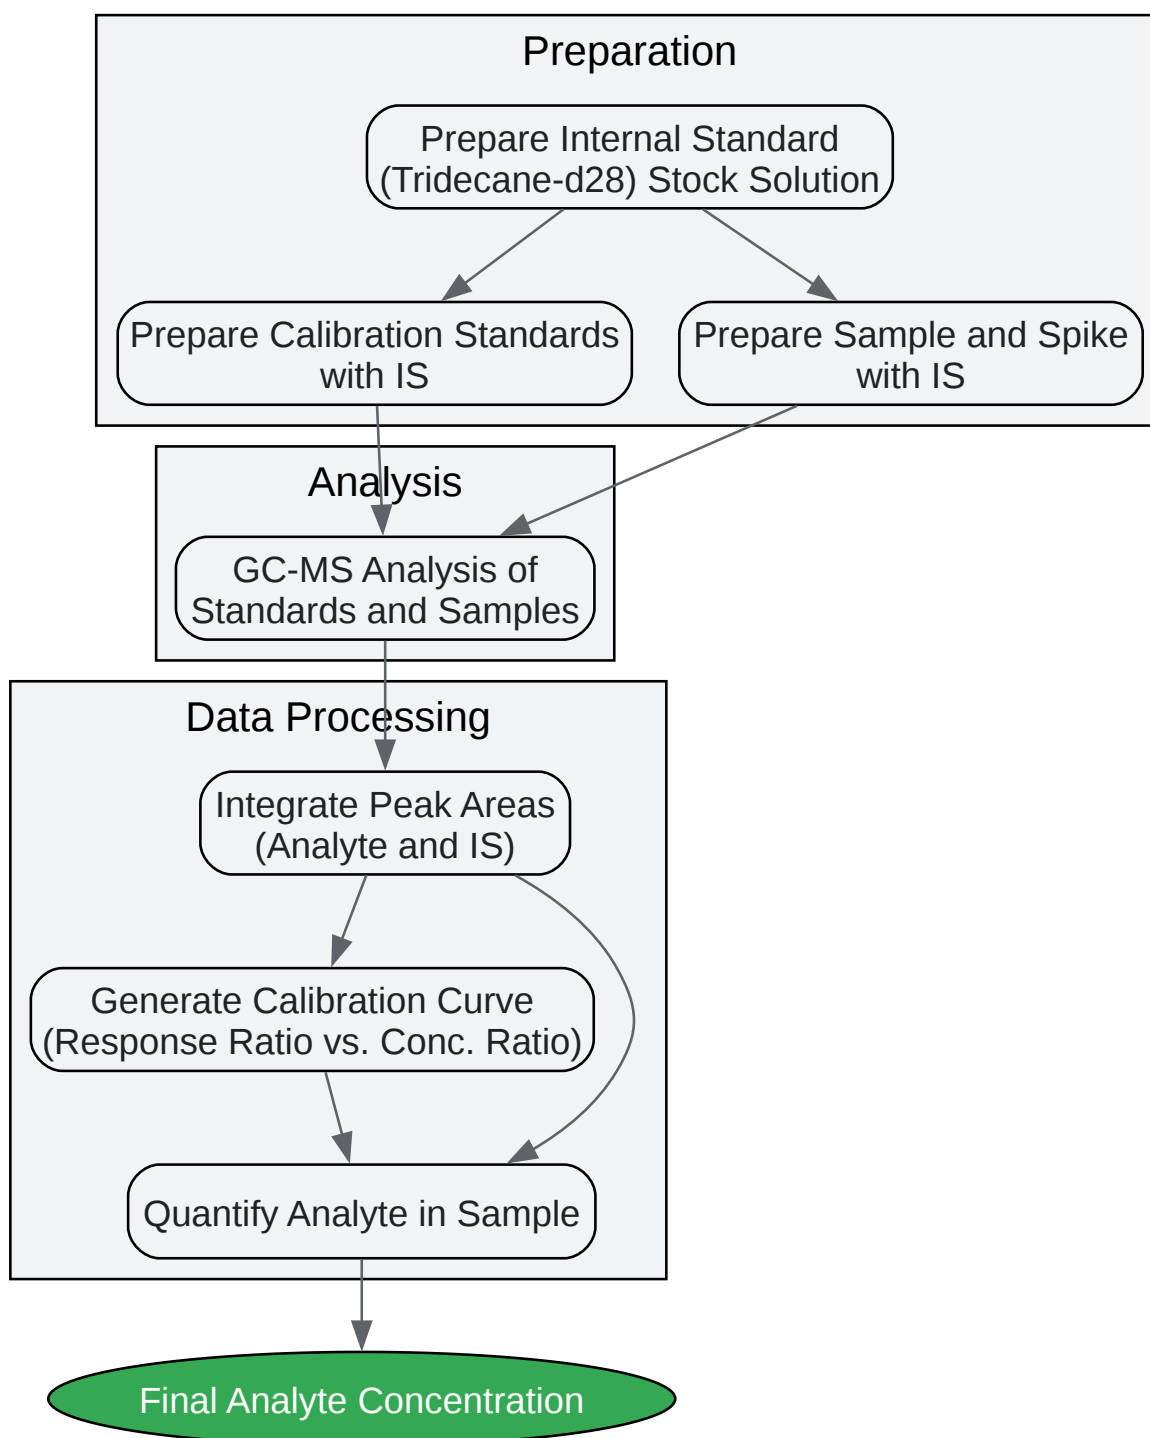 Preparation
Prepare Internal Standard
(Tridecane-d28) Stock Solution
Prepare Calibration Standards
with IS
Prepare Sample and Spike
with IS
Analysis
GC-MS Analysis of
Standards and Samples
Data Processing
Integrate Peak Areas
(Analyte and IS)
Generate Calibration Curve
(Response Ratio vs. Conc. Ratio)
Quantify Analyte in Sample
Final Analyte Concentration